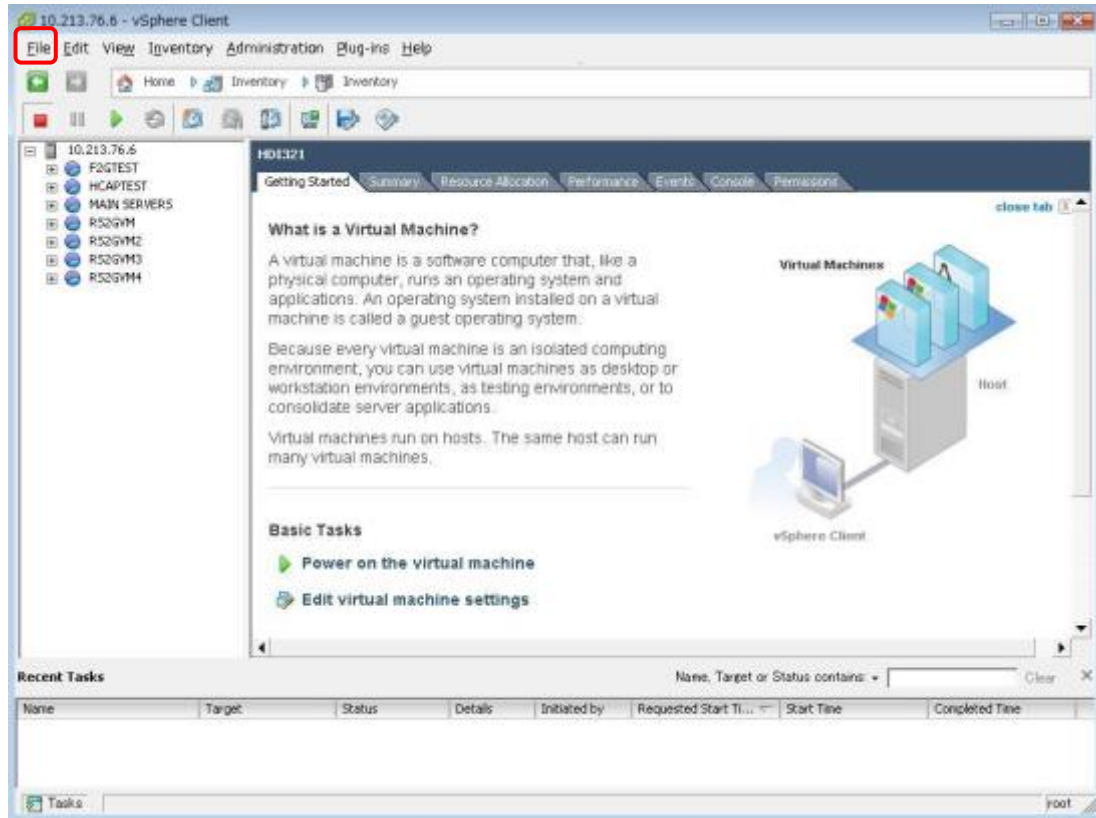 10.213.76.6 - vSphere Client
File Edit View Inventory Administration Plug-ins Help
Home Inventory Inventory
10.213.76.6
F2GTEST
HCAPTEST
MAIN SERVERS
R52GVM
R52GVM2
R52GVM3
R52GVM4
HDI321
Getting Started Summary Resource Allocation Performance Events Console Permissions
close tab
What is a Virtual Machine?
A virtual machine is a software computer that, like a
physical computer, runs an operating system and
applications. An operating system installed on a virtual
machine is called a guest operating system.
Because every virtual machine is an isolated computing
environment, you can use virtual machines as desktop or
workstation environments, as testing environments, or to
consolidate server applications.
Virtual machines run on hosts. The same host can run
many virtual machines.
Virtual Machines
Host
vSphere Client
Basic Tasks
Power on the virtual machine
Edit virtual machine settings
Recent Tasks Name, Target or Status contains: Clear
Name Target Status Details Initiated by Requested Start Ti... Start Time Completed Time
Tasks root